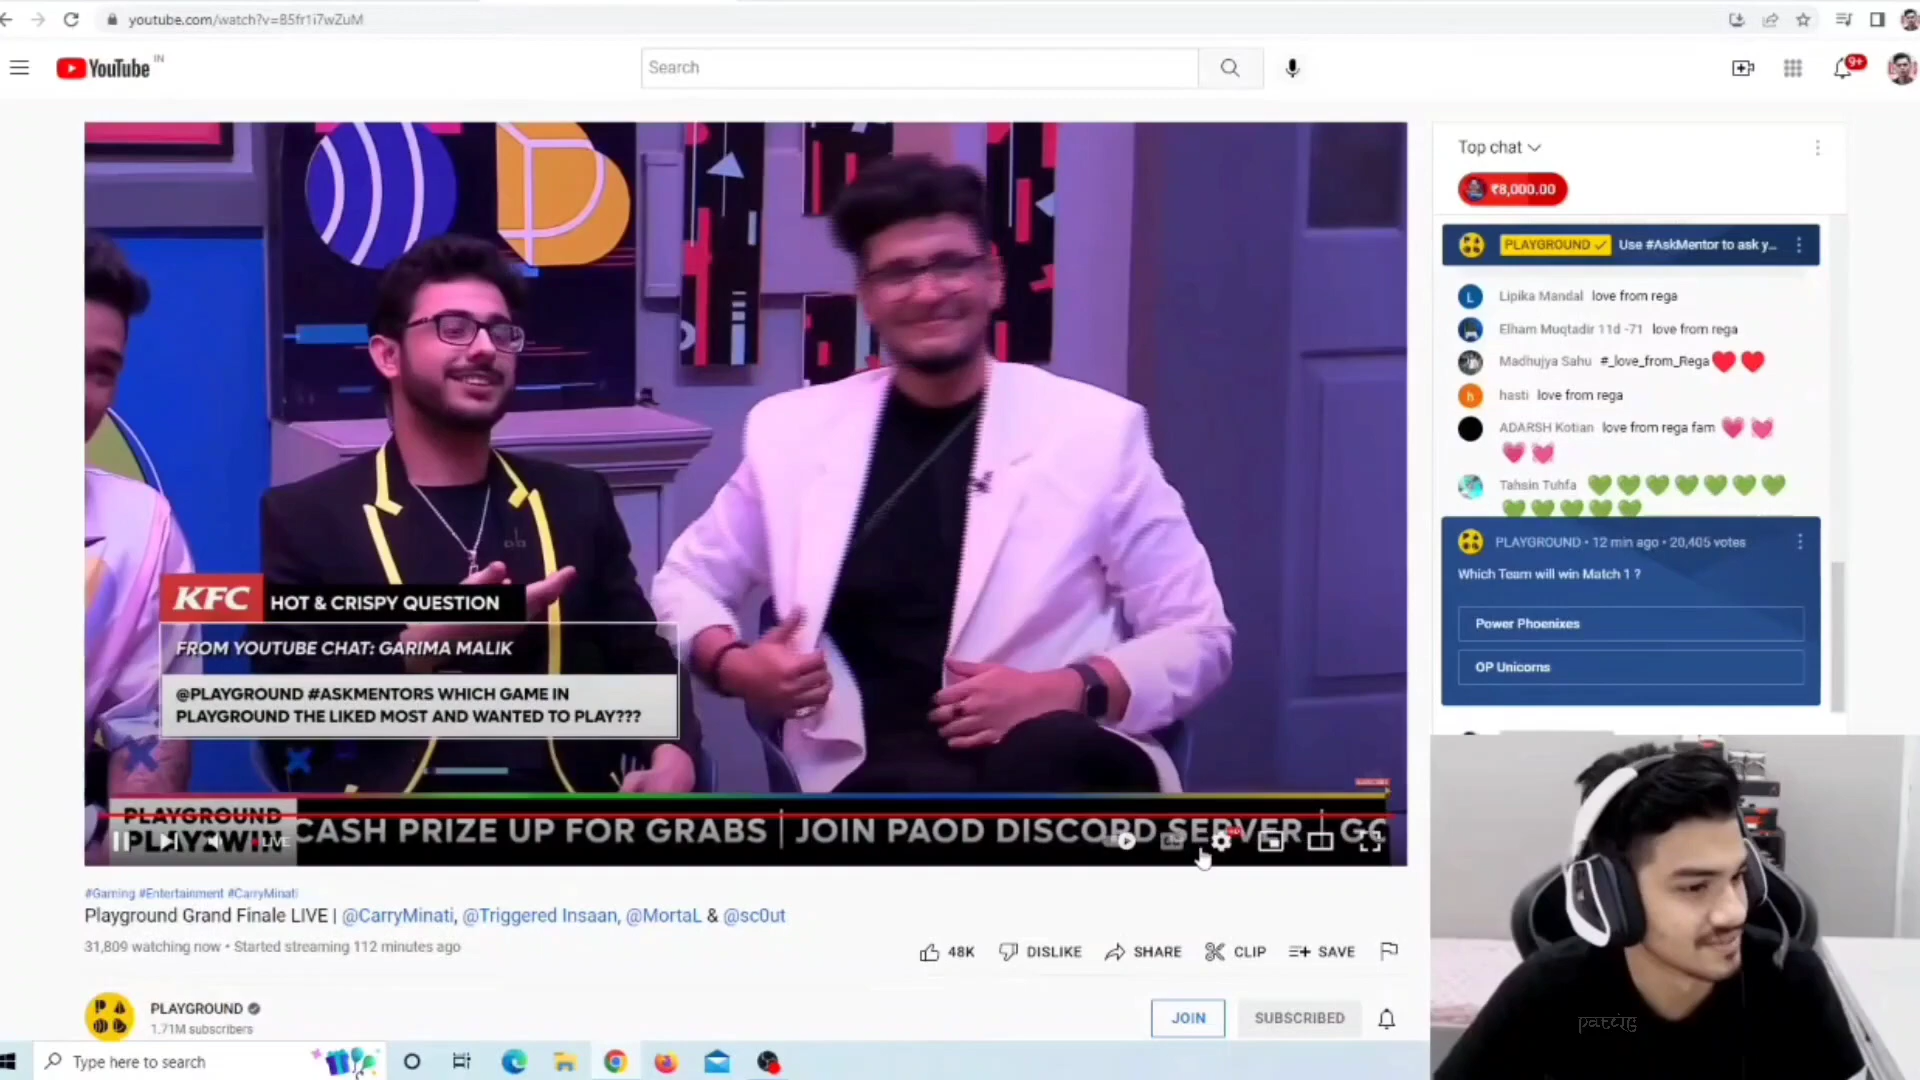 youtube.com/watch?v=85fr1i7wZuM
YouTube IN
Search
9+
Top chat
₹8,000.00
PLAYGROUND Use #AskMentor to ask y...
Lipika Mandal love from rega
Elham Muqtadir 11d -71 love from rega
Madhujya Sahu #_love_from_Rega
hasti love from rega
ADARSH Kotian love from rega fam
Tahsin Tuhfa
PLAYGROUND • 12 min ago • 20,405 votes
Which Team will win Match 1 ?
Power Phoenixes
OP Unicorns
KFC HOT & CRISPY QUESTION
FROM YOUTUBE CHAT: GARIMA MALIK
@PLAYGROUND #ASKMENTORS WHICH GAME IN
PLAYGROUND THE LIKED MOST AND WANTED TO PLAY???
PLAYGROUND
PLAY2WIN
LIVE
CASH PRIZE UP FOR GRABS | JOIN PAOD DISCORD SERVER |
#Gaming #Entertainment #CarryMinati
Playground Grand Finale LIVE | @CarryMinati, @Triggered Insaan, @MortaL & @sc0ut
31,809 watching now • Started streaming 112 minutes ago
48K DISLIKE SHARE CLIP SAVE
PLAYGROUND
1.71M subscribers
JOIN SUBSCRIBED
Type here to search